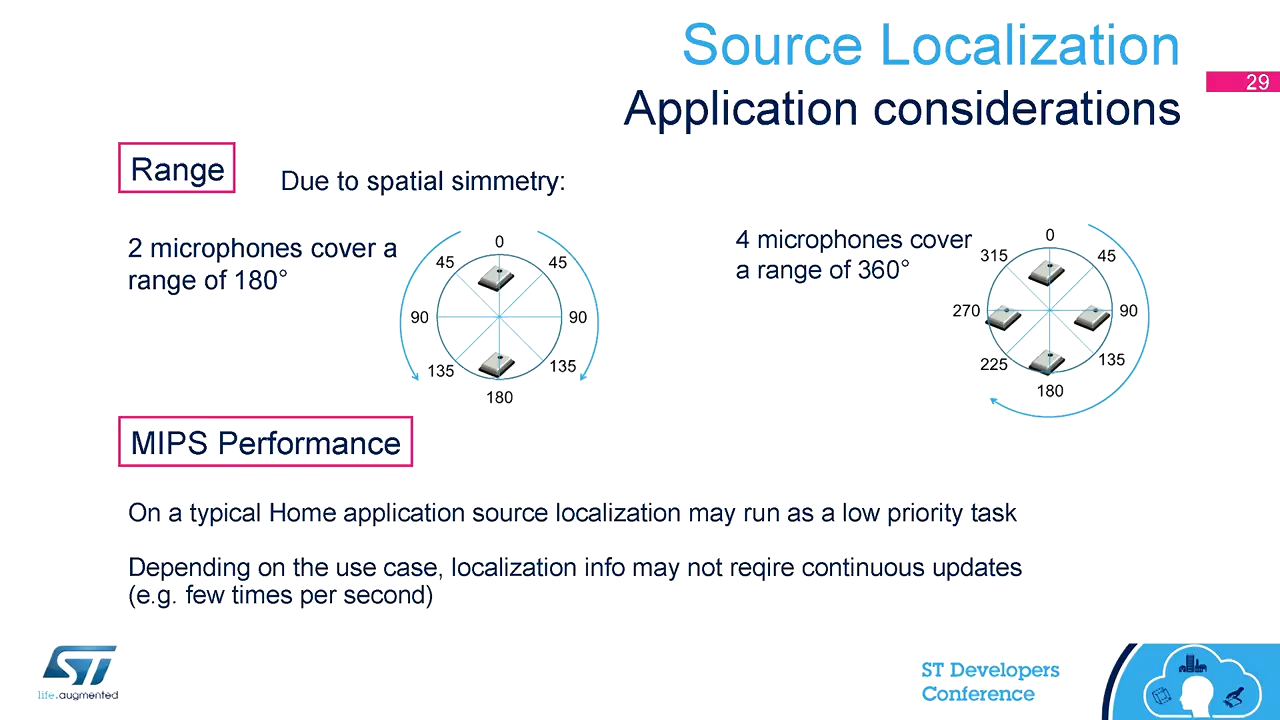 Source Localization
29
Application considerations
Range
Due to spatial simmetry:
2 microphones cover a
range of 180°
0
45
45
90
90
135
135
180
4 microphones cover
a range of 360°
0
315
45
270
90
225
135
180
MIPS Performance
On a typical Home application source localization may run as a low priority task
Depending on the use case, localization info may not reqire continuous updates
(e.g. few times per second)
ST
life.augmented
ST Developers
Conference